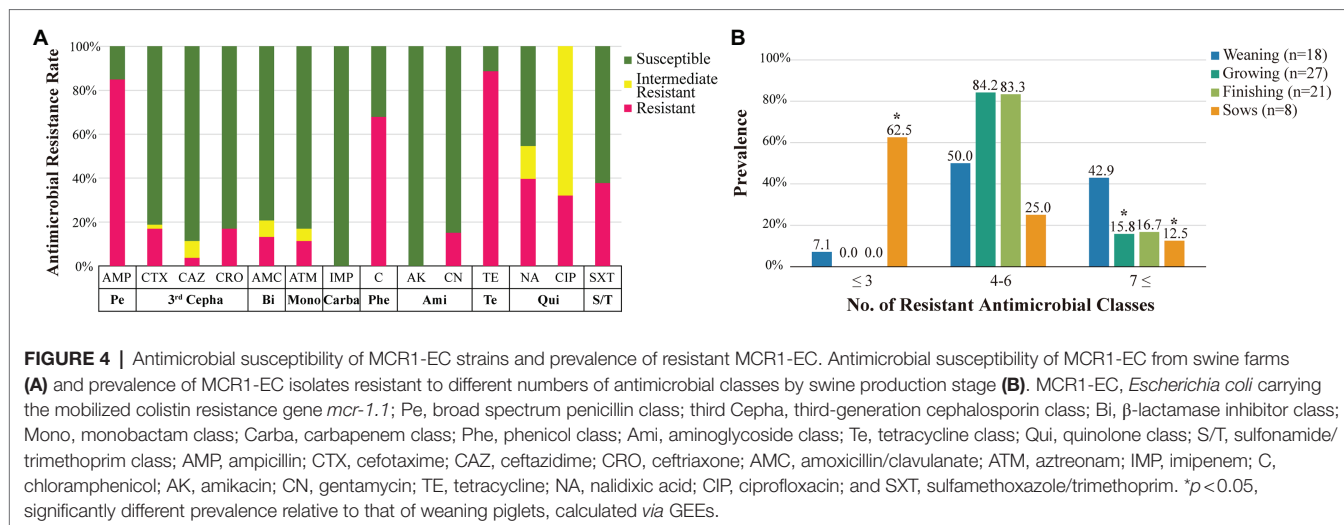 A
Antimicrobial Resistance Rate
100%
80%
60%
40%
20%
0%
Susceptible
Intermediate
Resistant
Resistant
AMP CTX CAZ CRO AMC ATM IMP C AK CN TE NA CIP SXT
Pe 3rd Cepha Bi Mono Carba Phe Ami Te Qui S/T
B
Prevalence
100%
80%
60%
40%
20%
0%
Weaning (n=18)
Growing (n=27)
Finishing (n=21)
Sows (n=8)
7.1 0.0 0.0 * 62.5
50.0 84.2 83.3 25.0
42.9 * 15.8 16.7 * 12.5
≤ 3 4-6 7 ≤
No. of Resistant Antimicrobial Classes
FIGURE 4 | Antimicrobial susceptibility of MCR1-EC strains and prevalence of resistant MCR1-EC. Antimicrobial susceptibility of MCR1-EC from swine farms
(A) and prevalence of MCR1-EC isolates resistant to different numbers of antimicrobial classes by swine production stage (B). MCR1-EC, Escherichia coli carrying
the mobilized colistin resistance gene mcr-1.1; Pe, broad spectrum penicillin class; third Cepha, third-generation cephalosporin class; Bi, β-lactamase inhibitor class;
Mono, monobactam class; Carba, carbapenem class; Phe, phenicol class; Ami, aminoglycoside class; Te, tetracycline class; Qui, quinolone class; S/T, sulfonamide/
trimethoprim class; AMP, ampicillin; CTX, cefotaxime; CAZ, ceftazidime; CRO, ceftriaxone; AMC, amoxicillin/clavulanate; ATM, aztreonam; IMP, imipenem; C,
chloramphenicol; AK, amikacin; CN, gentamycin; TE, tetracycline; NA, nalidixic acid; CIP, ciprofloxacin; and SXT, sulfamethoxazole/trimethoprim. *p < 0.05,
significantly different prevalence relative to that of weaning piglets, calculated via GEEs.